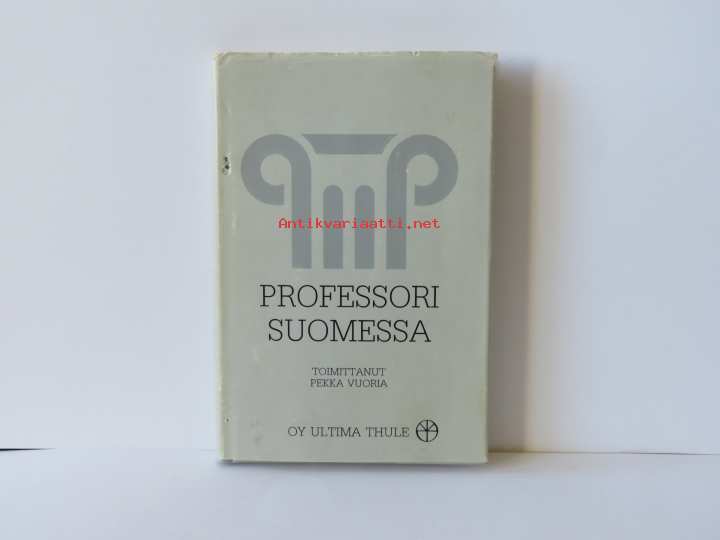 Antikvariaatti.net
PROFESSORI
SUOMESSA
TOIMITTANUT
PEKKA VUORIA
OY ULTIMA THULE